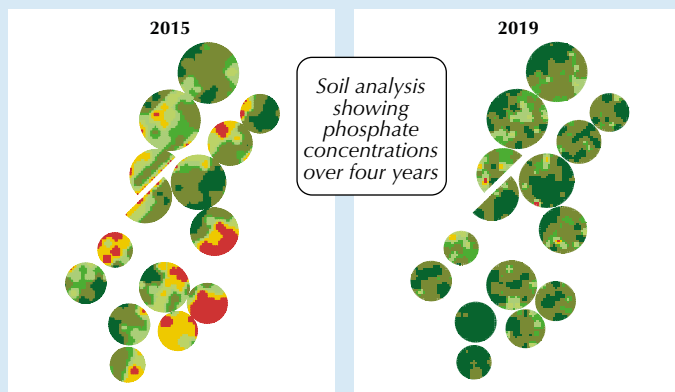 2015
2019
Soil analysis
showing
phosphate
concentrations
over four years